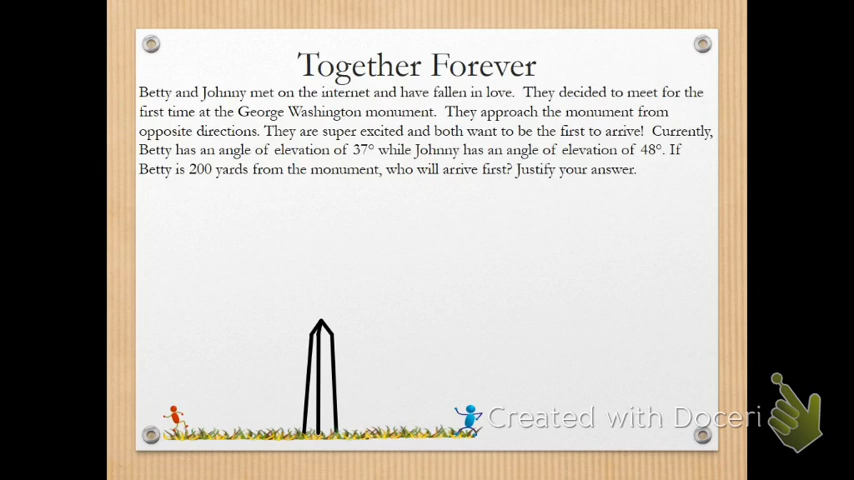 Together Forever
Betty and Johnny met on the internet and have fallen in love. They decided to meet for the
first time at the George Washington monument. They approach the monument from
opposite directions. They are super excited and both want to be the first to arrive! Currently,
Betty has an angle of elevation of 37° while Johnny has an angle of elevation of 48°. If
Betty is 200 yards from the monument, who will arrive first? Justify your answer.
Created with Doceri